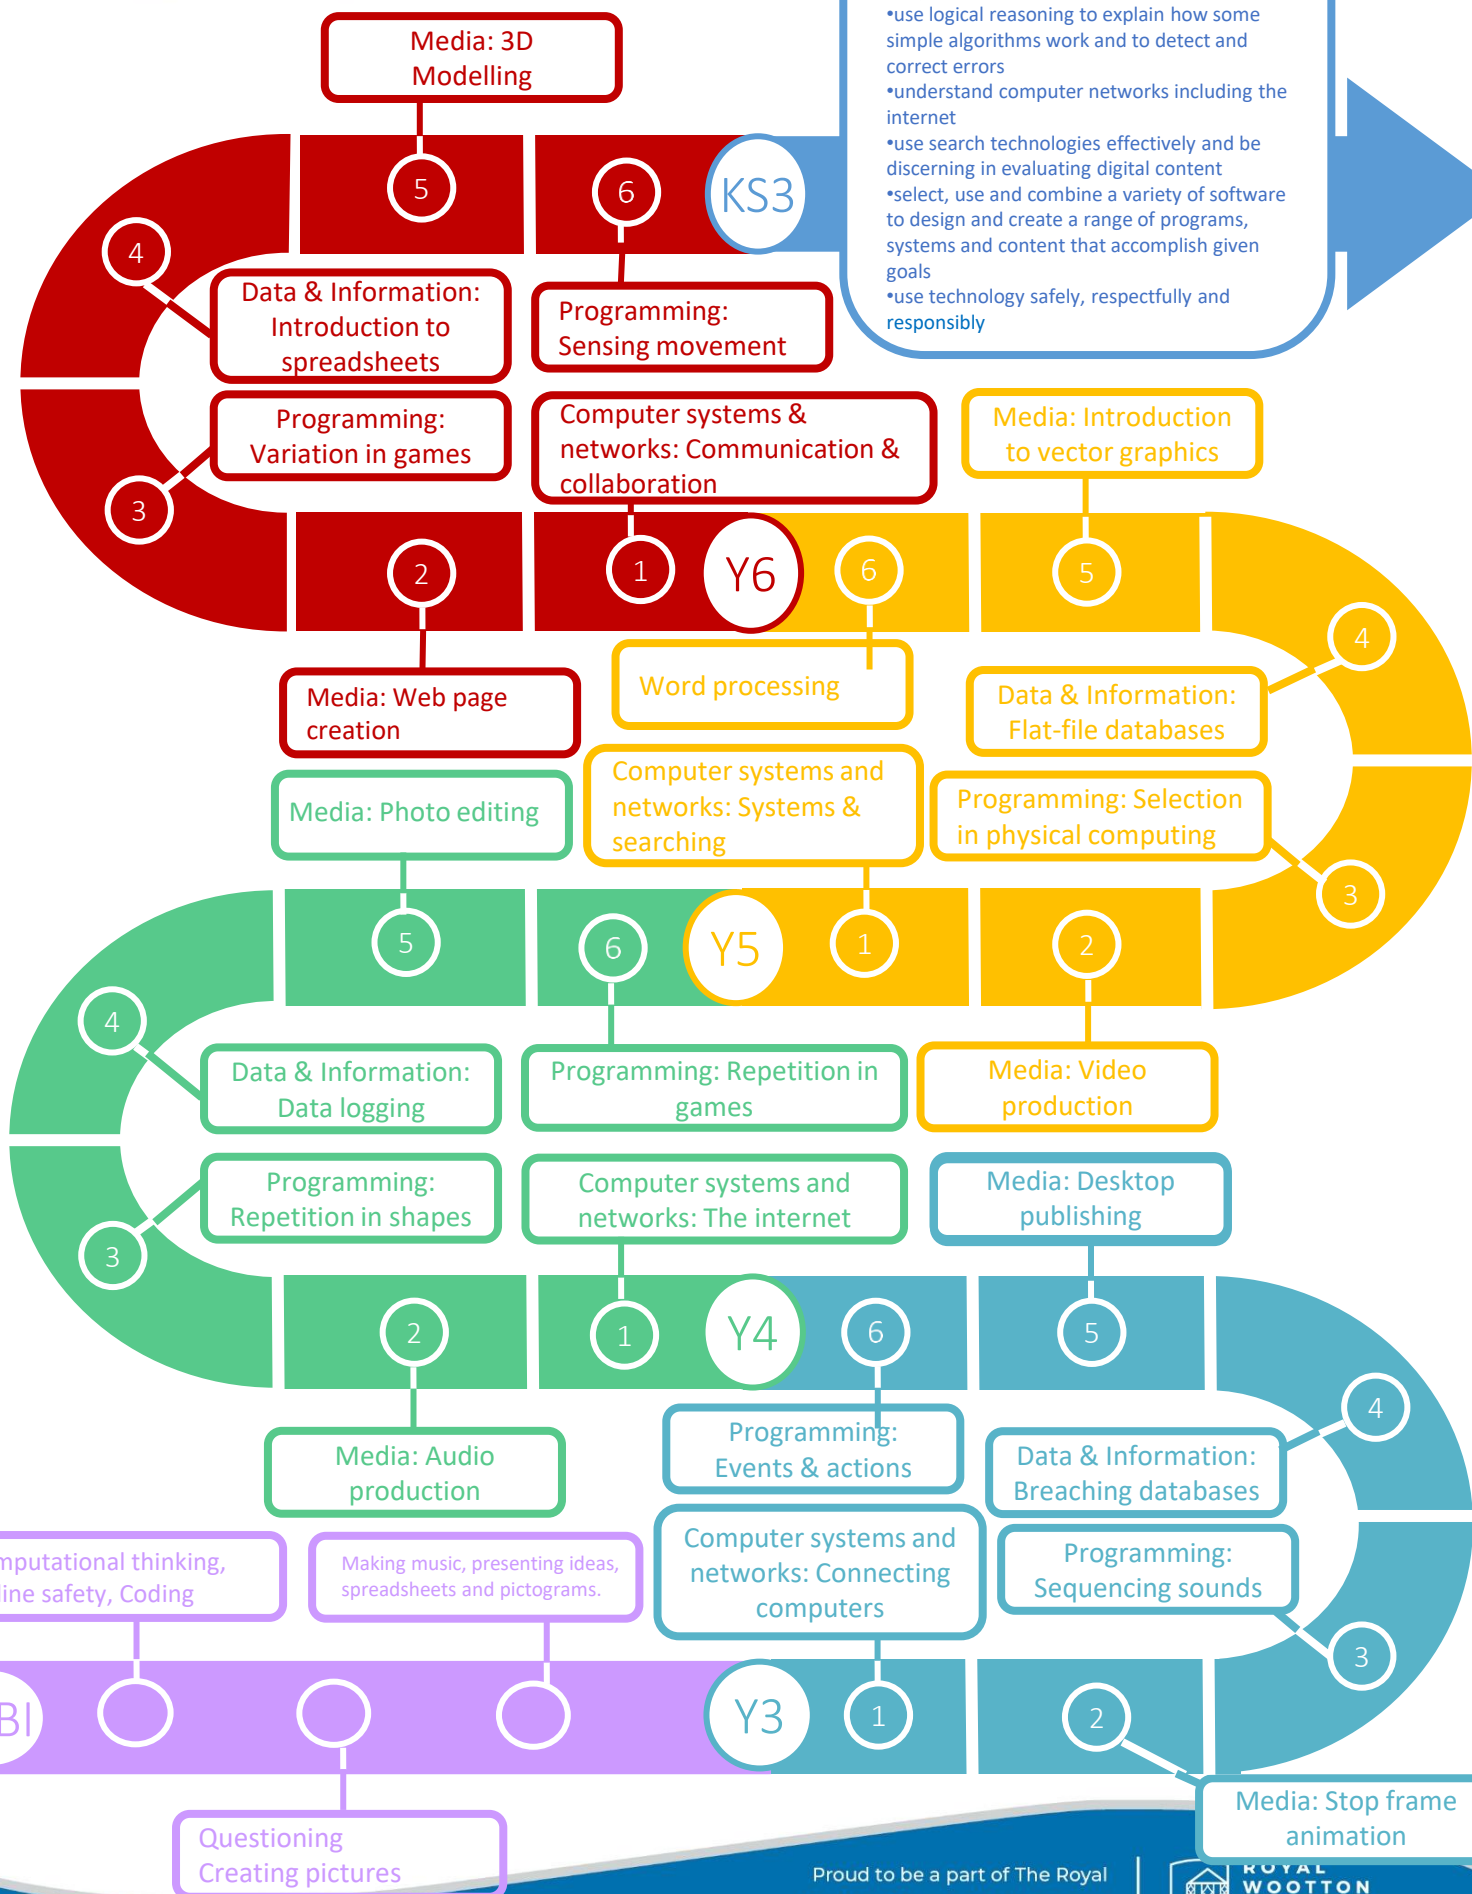 Media: 3D
Modelling
•use logical reasoning to explain how some
simple algorithms work and to detect and
correct errors
•understand computer networks including the
internet
•use search technologies effectively and be
discerning in evaluating digital content
•select, use and combine a variety of software
to design and create a range of programs,
systems and content that accomplish given
goals
•use technology safely, respectfully and
responsibly
5
6
KS3
4
Data & Information:
Introduction to
spreadsheets
Programming:
Sensing movement
Programming:
Variation in games
Computer systems &
networks: Communication &
collaboration
Media: Introduction
to vector graphics
3
2
1
Y6
6
5
4
Media: Web page
creation
Word processing
Data & Information:
Flat-file databases
Media: Photo editing
Computer systems and
networks: Systems &
searching
Programming: Selection
in physical computing
3
5
6
Y5
1
2
4
Data & Information:
Data logging
Programming: Repetition in
games
Media: Video
production
Programming:
Repetition in shapes
Computer systems and
networks: The internet
Media: Desktop
publishing
3
2
1
Y4
6
5
4
Media: Audio
production
Programming:
Events & actions
Data & Information:
Breaching databases
mputational thinking,
line safety, Coding
Making music, presenting ideas,
spreadsheets and pictograms.
Computer systems and
networks: Connecting
computers
Programming:
Sequencing sounds
3
BI
Y3
1
2
Questioning
Creating pictures
Media: Stop frame
animation
Proud to be a part of The Royal
ROYAL
WOOTTON